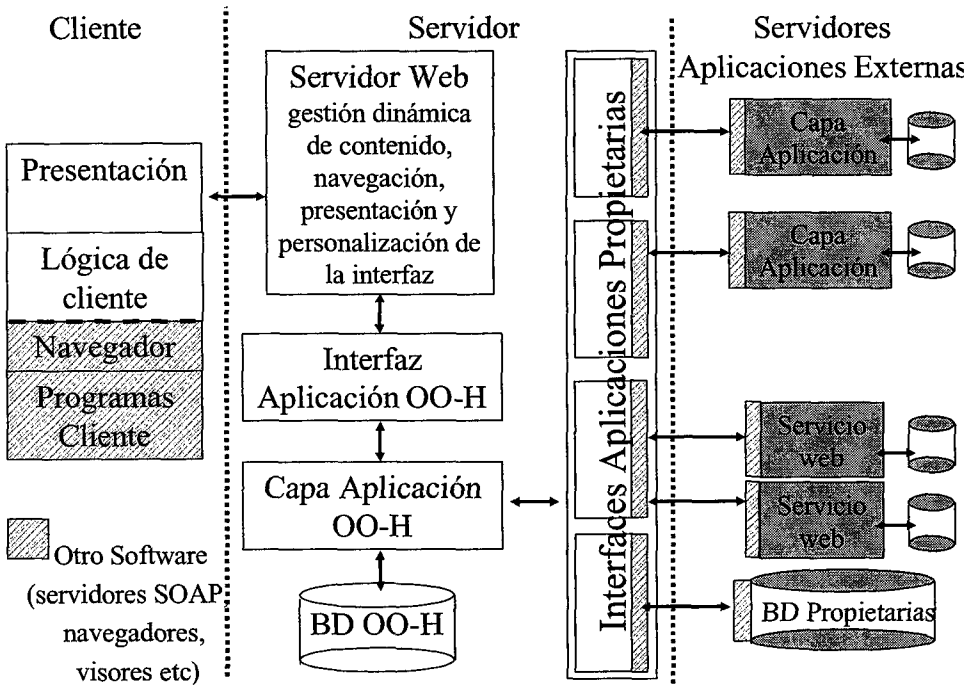 Cliente
Servidor
Servidores
Aplicaciones Externas
Presentación
Lógica de
cliente
Navegador
Programas
Cliente
Otro Software
(servidores SOAP,
navegadores,
visores etc)
Servidor Web
gestión dinámica
de contenido,
navegación,
presentación y
personalización de
la interfaz
Interfaz
Aplicación OO-H
Capa Aplicación
OO-H
BD OO-H
Interfaces Aplicaciones Propietarias
Capa
Aplicación
Capa
Aplicación
Servicio
web
Servicio
web
BD Propietarias